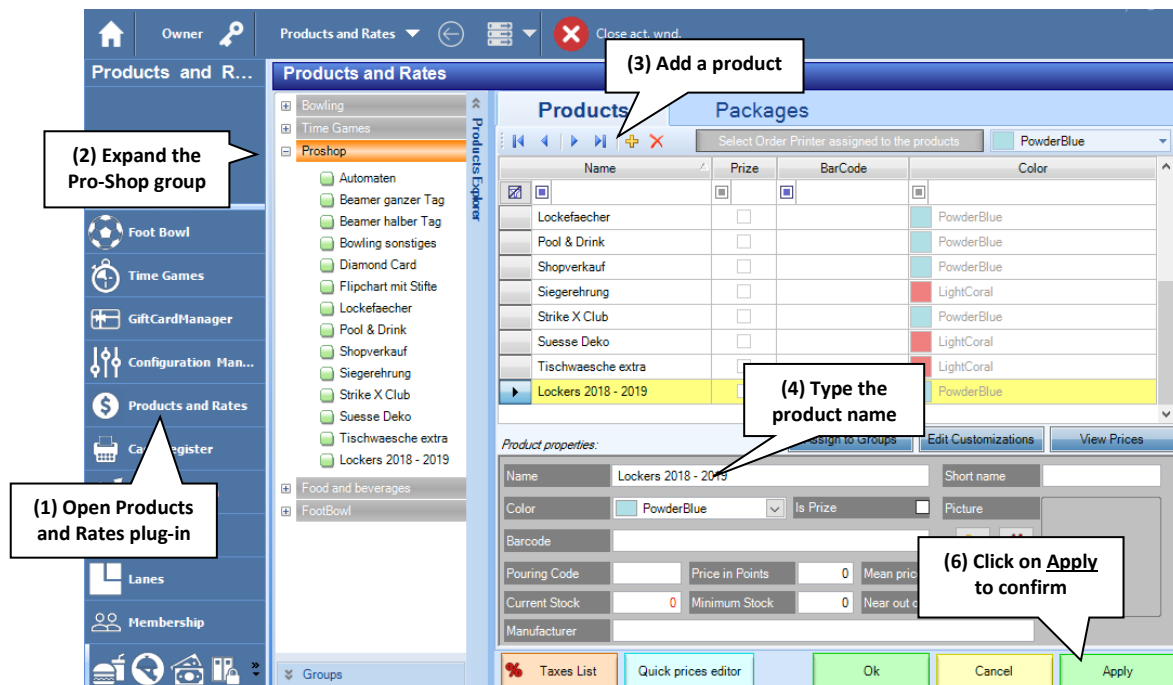 Owner
Products and Rates
Close act. wnd.
(3) Add a product
Products and R...
Products and Rates
(2) Expand the
Pro-Shop group
Foot Bowl
Time Games
GiftCardManager
Configuration Man...
Products and Rates
(1) Open Products
and Rates plug-in
Lanes
Membership
Bowling
Time Games
Proshop
Automaten
Beamer ganzer Tag
Beamer halber Tag
Bowling sonstiges
Diamond Card
Flipchart mit Stifte
Lockefaecher
Pool & Drink
Shopverkauf
Siegerehrung
Strike X Club
Suesse Deko
Tischwaesche extra
Lockers 2018 - 2019
Food and beverages
FootBowl
Groups
Products Explorer
Products Packages
Select Order Printer assigned to the products PowderBlue
Name Prize BarCode Color
Lockefaecher PowderBlue
Pool & Drink PowderBlue
Shopverkauf PowderBlue
Siegerehrung LightCoral
Strike X Club PowderBlue
Suesse Deko LightCoral
Tischwaesche extra LightCoral
Lockers 2018 - 2019 PowderBlue
(4) Type the
product name
Product properties: to Groups Edit Customizations View Prices
Name Lockers 2018 - 2019 Short name
Color PowderBlue Is Prize Picture
Barcode
(6) Click on Apply
to confirm
Pouring Code Price in Points 0 Mean
Current Stock 0 Minimum Stock 0 Near out
Manufacturer
% Taxes List Quick prices editor Ok Cancel Apply